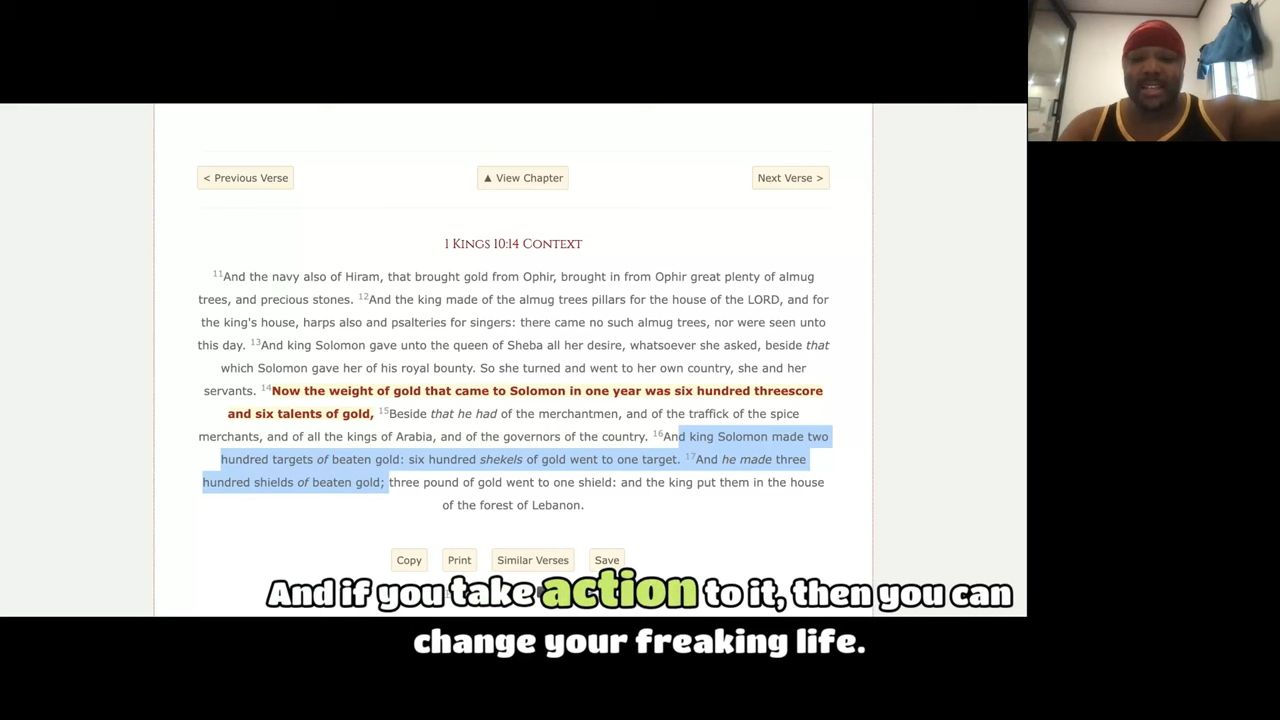 < Previous Verse
▲ View Chapter
Next Verse >
1 Kings 10:14 Context
11And the navy also of Hiram, that brought gold from Ophir, brought in from Ophir great plenty of almug
trees, and precious stones. 12And the king made of the almug trees pillars for the house of the LORD, and for
the king's house, harps also and psalteries for singers: there came no such almug trees, nor were seen unto
this day. 13And king Solomon gave unto the queen of Sheba all her desire, whatsoever she asked, beside that
which Solomon gave her of his royal bounty. So she turned and went to her own country, she and her
servants. 14Now the weight of gold that came to Solomon in one year was six hundred threescore
and six talents of gold, 15Beside that he had of the merchantmen, and of the traffick of the spice
merchants, and of all the kings of Arabia, and of the governors of the country. 16And king Solomon made two
hundred targets of beaten gold: six hundred shekels of gold went to one target. 17And he made three
hundred shields of beaten gold; three pound of gold went to one shield: and the king put them in the house
of the forest of Lebanon.
Copy
Print
Similar Verses
Save
And if you take action to it, then you can
change your freaking life.